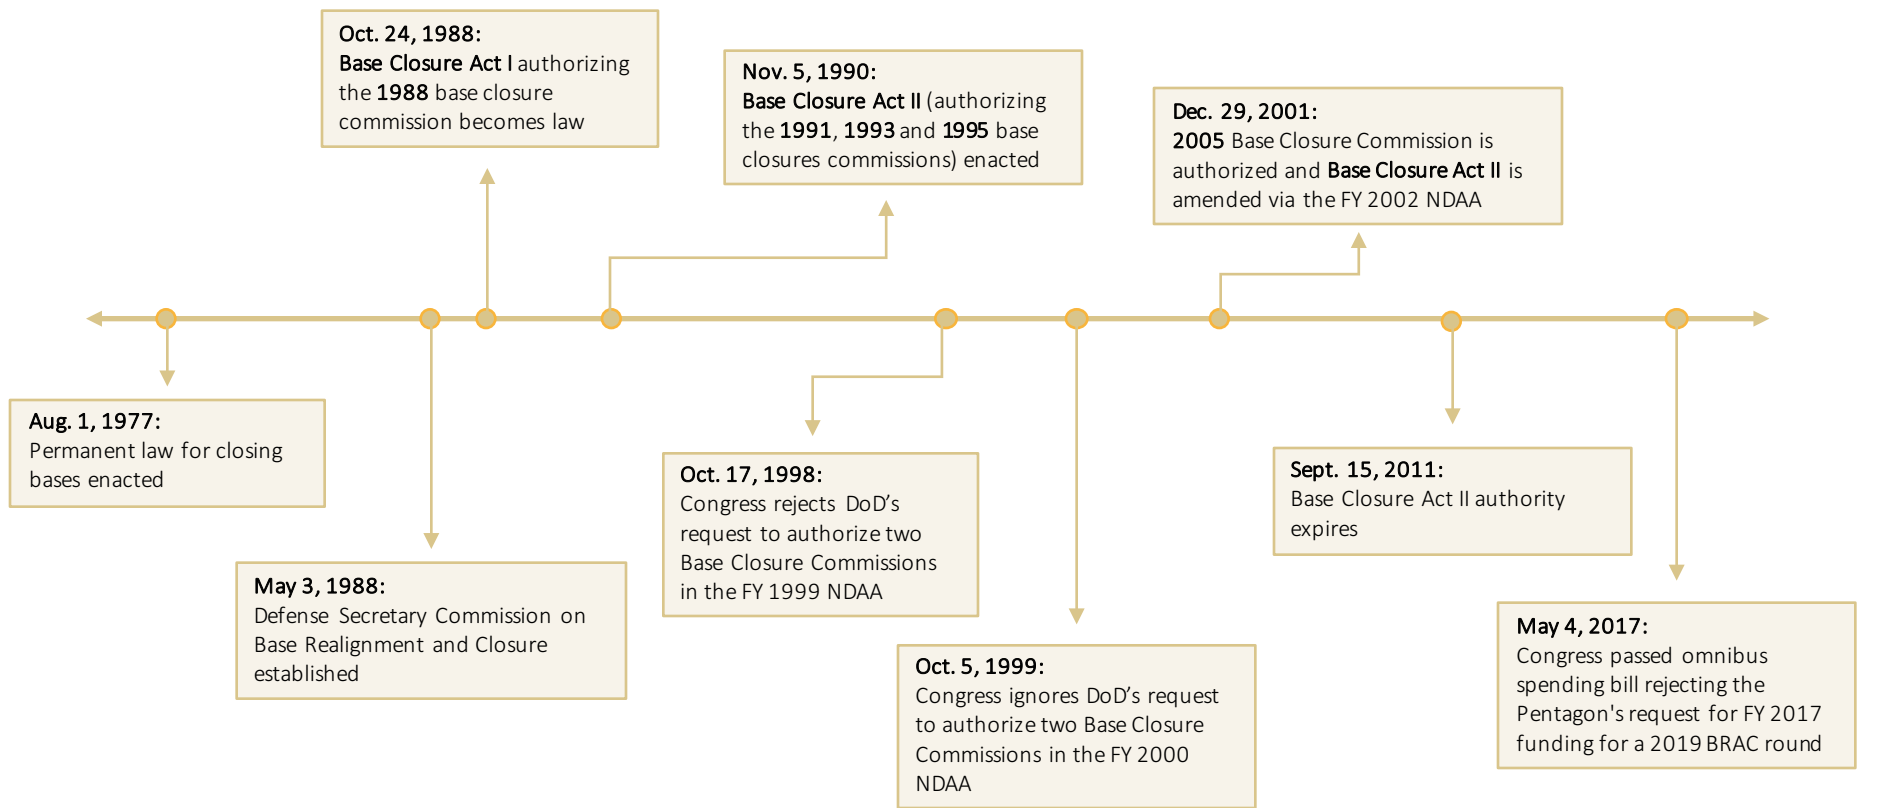 Oct. 24, 1988:
Base Closure Act I authorizing
the 1988 base closure
commission becomes law
Nov. 5, 1990:
Base Closure Act II (authorizing
the 1991, 1993 and 1995 base
closures commissions) enacted
Dec. 29, 2001:
2005 Base Closure Commission is
authorized and Base Closure Act II is
amended via the FY 2002 NDAA
Aug. 1, 1977:
Permanent law for closing
bases enacted
May 3, 1988:
Defense Secretary Commission on
Base Realignment and Closure
established
Oct. 17, 1998:
Congress rejects DoD’s
request to authorize two
Base Closure Commissions
in the FY 1999 NDAA
Oct. 5, 1999:
Congress ignores DoD’s request
to authorize two Base Closure
Commissions in the FY 2000
NDAA
Sept. 15, 2011:
Base Closure Act II authority
expires
May 4, 2017:
Congress passed omnibus
spending bill rejecting the
Pentagon's request for FY 2017
funding for a 2019 BRAC round